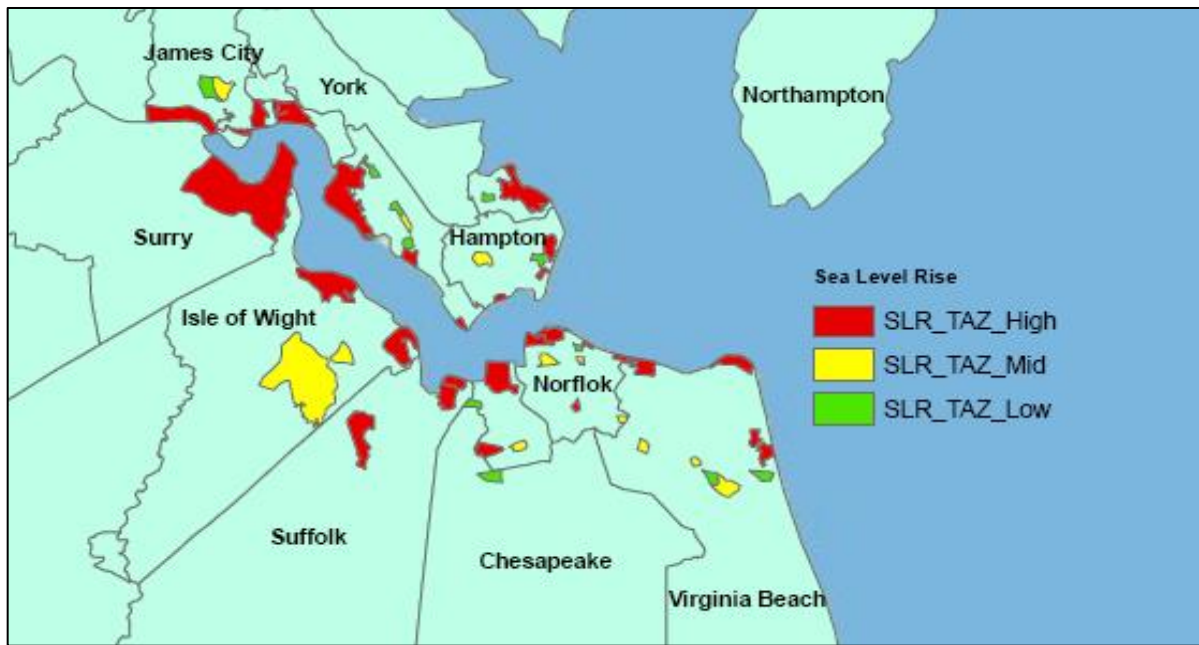 James City
York
Northampton
Surry
Hampton
Sea Level Rise
SLR_TAZ_High
Isle of Wight
SLR_TAZ_Mid
Norflok
SLR_TAZ_Low
Suffolk
Chesapeake
Virginia Beach